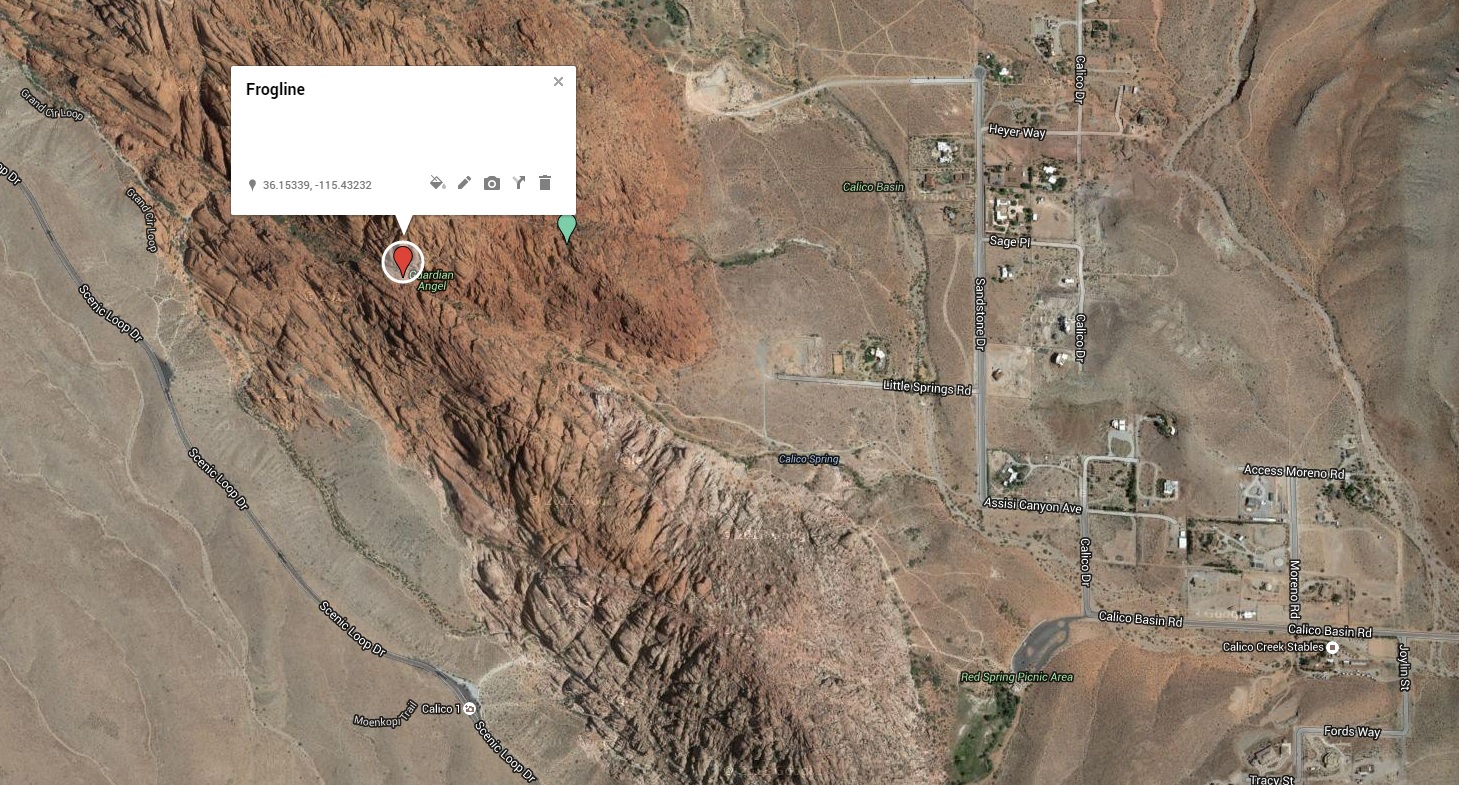 Frogline
36.15339, -115.43232
Grand Cir Loop
Grand Cir Loop
Scenic Loop Dr
Scenic Loop Dr
Scenic Loop Dr
Scenic Loop Dr
op Dr
Guardian
Angel
Calico Dr
Heyer Way
Calico Basin
Sage Pl
Sandstone Dr
Calico Dr
Little Springs Rd
Calico Spring
Access Moreno Rd
Assisi Canyon Ave
Calico Dr
Moreno Rd
Calico Basin Rd
Calico Basin Rd
Calico Creek Stables
Joylin St
Red Spring Picnic Area
Calico 1
Moenkopi Trail
Fords Way
Tracy St